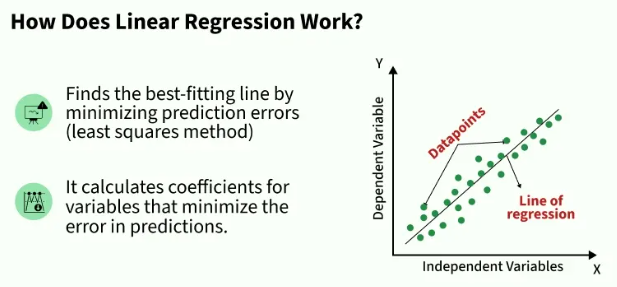 How Does Linear Regression Work?
Finds the best-fitting line by
minimizing prediction errors
(least squares method)
It calculates coefficients for
variables that minimize the
error in predictions.
Y
Dependent Variable
Datapoints
Line of
regression
Independent Variables
X